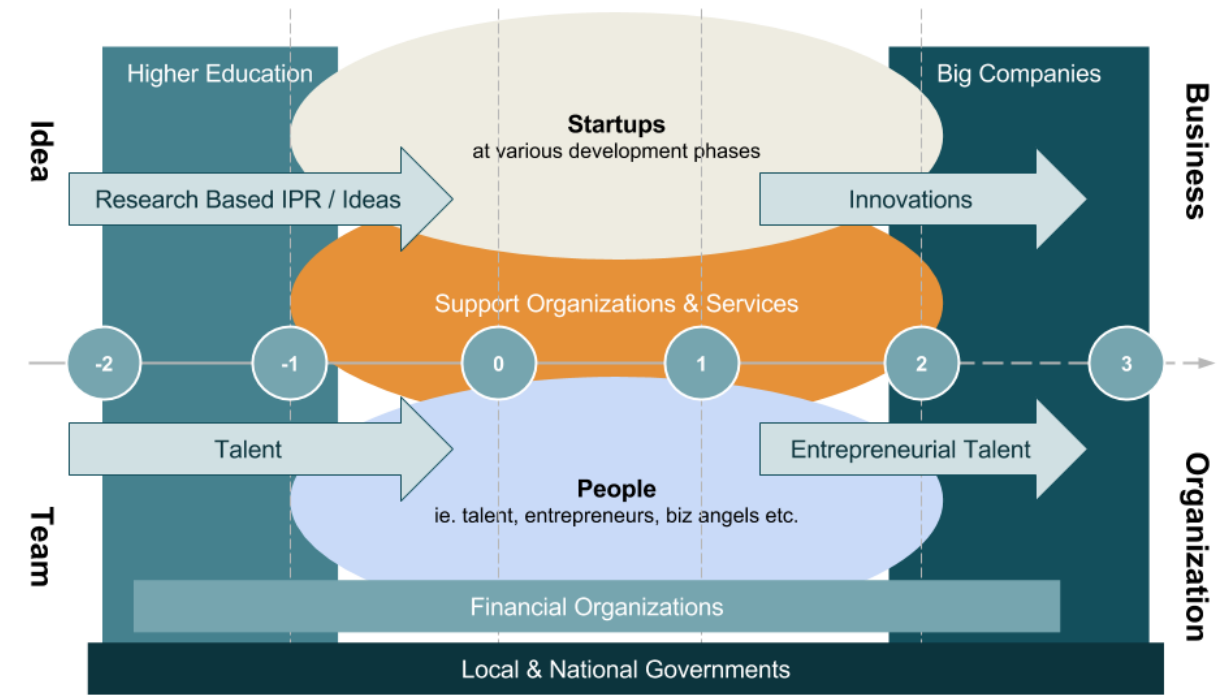 Higher Education
Big Companies
Startups
at various development phases
Idea
Business
Research Based IPR / Ideas
Innovations
Support Organizations & Services
-2
-1
0
1
2
3
Talent
Entrepreneurial Talent
People
ie. talent, entrepreneurs, biz angels etc.
Team
Organization
Financial Organizations
Local & National Governments